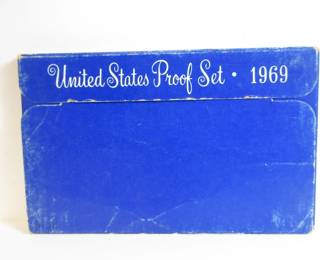 United States Proof Set • 1969